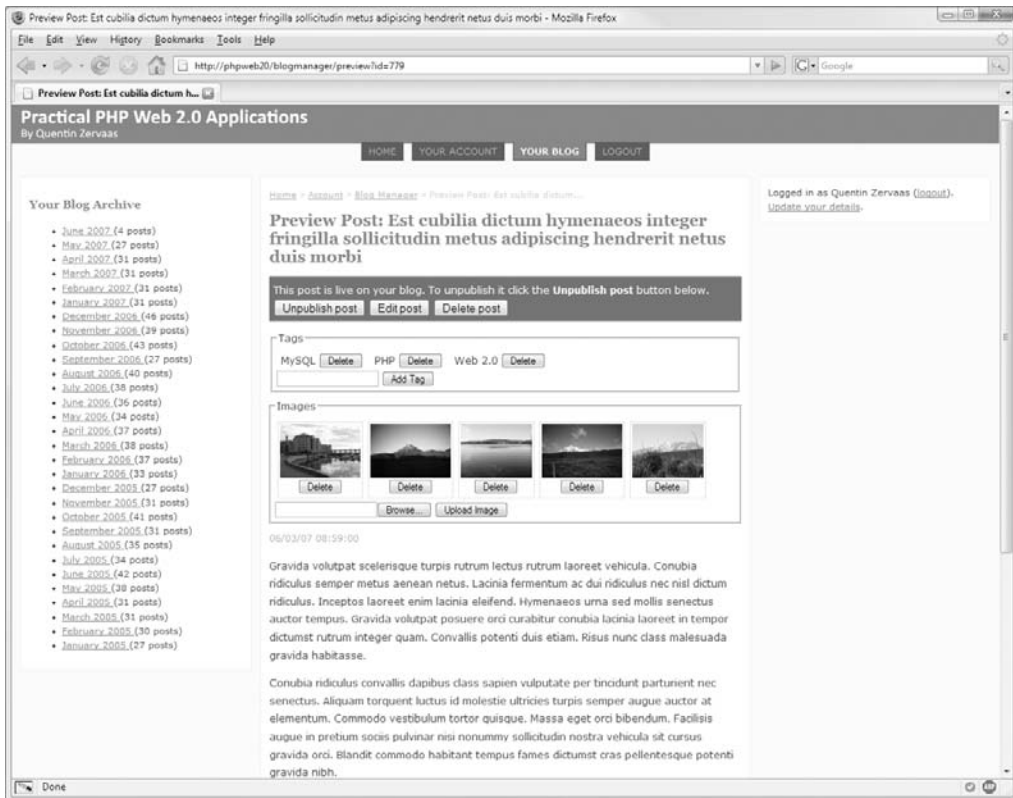 Preview Post: Est cubilia dictum hymenaeos integer fringilla sollicitudin metus adipiscing hendrerit netus duis morbi - Mozilla Firefox
File Edit View History Bookmarks Tools Help
http://phpweb20/blogmanager/preview?id=779
Google
Preview Post: Est cubilia dictum h...
Practical PHP Web 2.0 Applications
By Quentin Zervaas
HOME YOUR ACCOUNT YOUR BLOG LOGOUT
Your Blog Archive
June 2007 (4 posts)
May 2007 (27 posts)
April 2007 (31 posts)
March 2007 (31 posts)
February 2007 (31 posts)
January 2007 (31 posts)
December 2006 (46 posts)
November 2006 (39 posts)
October 2006 (43 posts)
September 2006 (27 posts)
August 2006 (40 posts)
July 2006 (38 posts)
June 2006 (36 posts)
May 2006 (34 posts)
April 2006 (37 posts)
March 2006 (38 posts)
February 2006 (37 posts)
January 2006 (33 posts)
December 2005 (27 posts)
November 2005 (31 posts)
October 2005 (41 posts)
September 2005 (31 posts)
August 2005 (35 posts)
July 2005 (34 posts)
June 2005 (42 posts)
May 2005 (38 posts)
April 2005 (31 posts)
March 2005 (31 posts)
February 2005 (30 posts)
January 2005 (27 posts)
Home > Account > Blog Manager > Preview Post: Est cubilia dictum...
Preview Post: Est cubilia dictum hymenaeos integer
fringilla sollicitudin metus adipiscing hendrerit netus
duis morbi
This post is live on your blog. To unpublish it click the Unpublish post button below.
Unpublish post Edit post Delete post
Tags
MySQL Delete PHP Delete Web 2.0 Delete
Add Tag
Images
Delete Delete Delete Delete Delete
Browse... Upload Image
06/03/07 08:59:00
Gravida volutpat scelerisque turpis rutrum lectus rutrum laoreet vehicula. Conubia
ridiculus semper metus aenean netus. Lacinia fermentum ac dui ridiculus nec nisl dictum
ridiculus. Inceptos laoreet enim lacinia eleifend. Hymenaeos urna sed mollis senectus
auctor tempus. Gravida volutpat posuere orci curabitur conubia lacinia laoreet in tempor
dictumst rutrum integer quam. Convallis potenti duis etiam. Risus nunc class malesuada
gravida habitasse.
Conubia ridiculus convallis dapibus class sapien vulputate per tincidunt parturient nec
senectus. Aliquam torquent luctus id molestie ultricies turpis semper augue auctor at
elementum. Commodo vestibulum tortor quisque. Massa eget orci bibendum. Facilisis
augue in pretium sociis pulvinar nisi nonummy sollicitudin nostra vehicula sit cursus
gravida orci. Blandit commodo habitant tempus fames dictumst cras pellentesque potenti
gravida nibh.
Logged in as Quentin Zervaas (logout).
Update your details.
Done
ABP